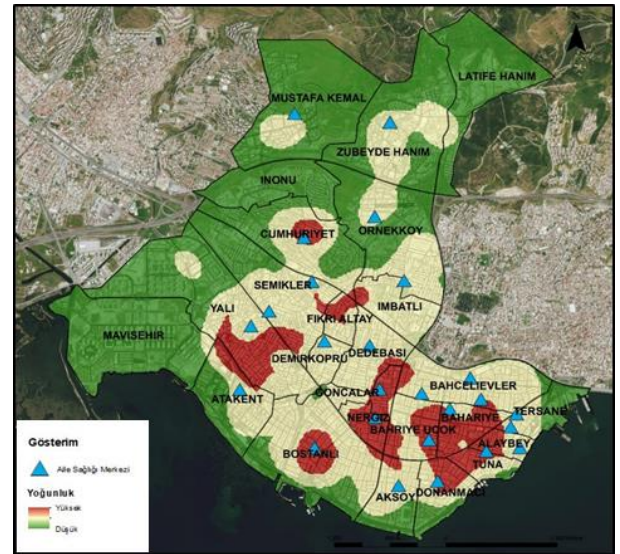 LATIFE HANIM
MUSTAFA KEMAL
ZUBEYDE HANIM
INONU
ORNEKKOY
CUMHURIYET
SEMIKLER
IMBATLI
YALI
FIKRI ALTAY
MAVISEHIR
DEMIRKOPRU
DEDEBASI
BAHCELIEVLER
ATAKENT
GONCALAR
TERSANE
BAHARIYE
NERGIZ
BAHRIYE UCOK
ALAYBEY
BOSTANLI
TUNA
DONANMACI
AKSOY
Gösterim
Aile Sağlığı Merkezi
Yoğunluk
Yüksek
Düşük